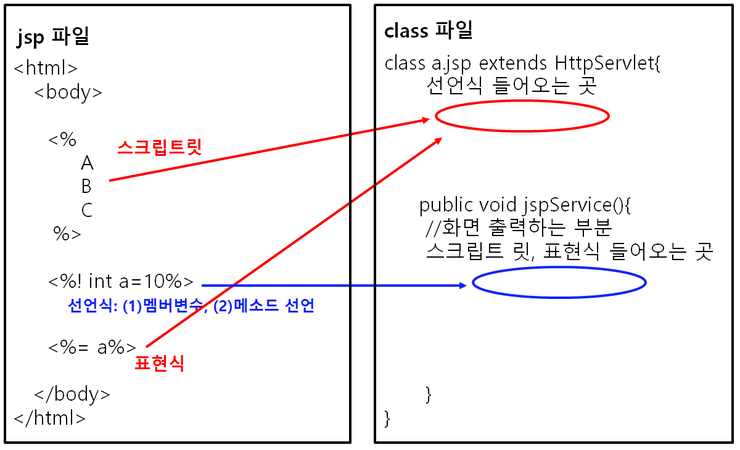 jsp 파일
<html>
<body>
<%
스크립트릿
A
B
C
%>
<%! int a=10%>
선언식: (1)멤버변수, (2)메소드 선언
<%= a%>
표현식
</body>
</html>
class 파일
class a.jsp extends HttpServlet{
선언식 들어오는 곳
public void jspService(){
//화면 출력하는 부분
스크립트 릿, 표현식 들어오는 곳
}
}